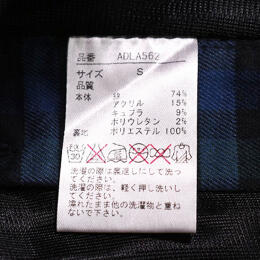 品番 ADLA562
サイズ S
品質
本体 綿 74%
アクリル 15%
キュプラ 9%
ポリウレタン 2%
裏地 ポリエステル 100%
30
洗濯の際は裏返しにして洗っ
てください。
洗濯の際は、軽く押し洗いし
てください。
濡れたまま他の洗濯物と重ね
ないで下さい。